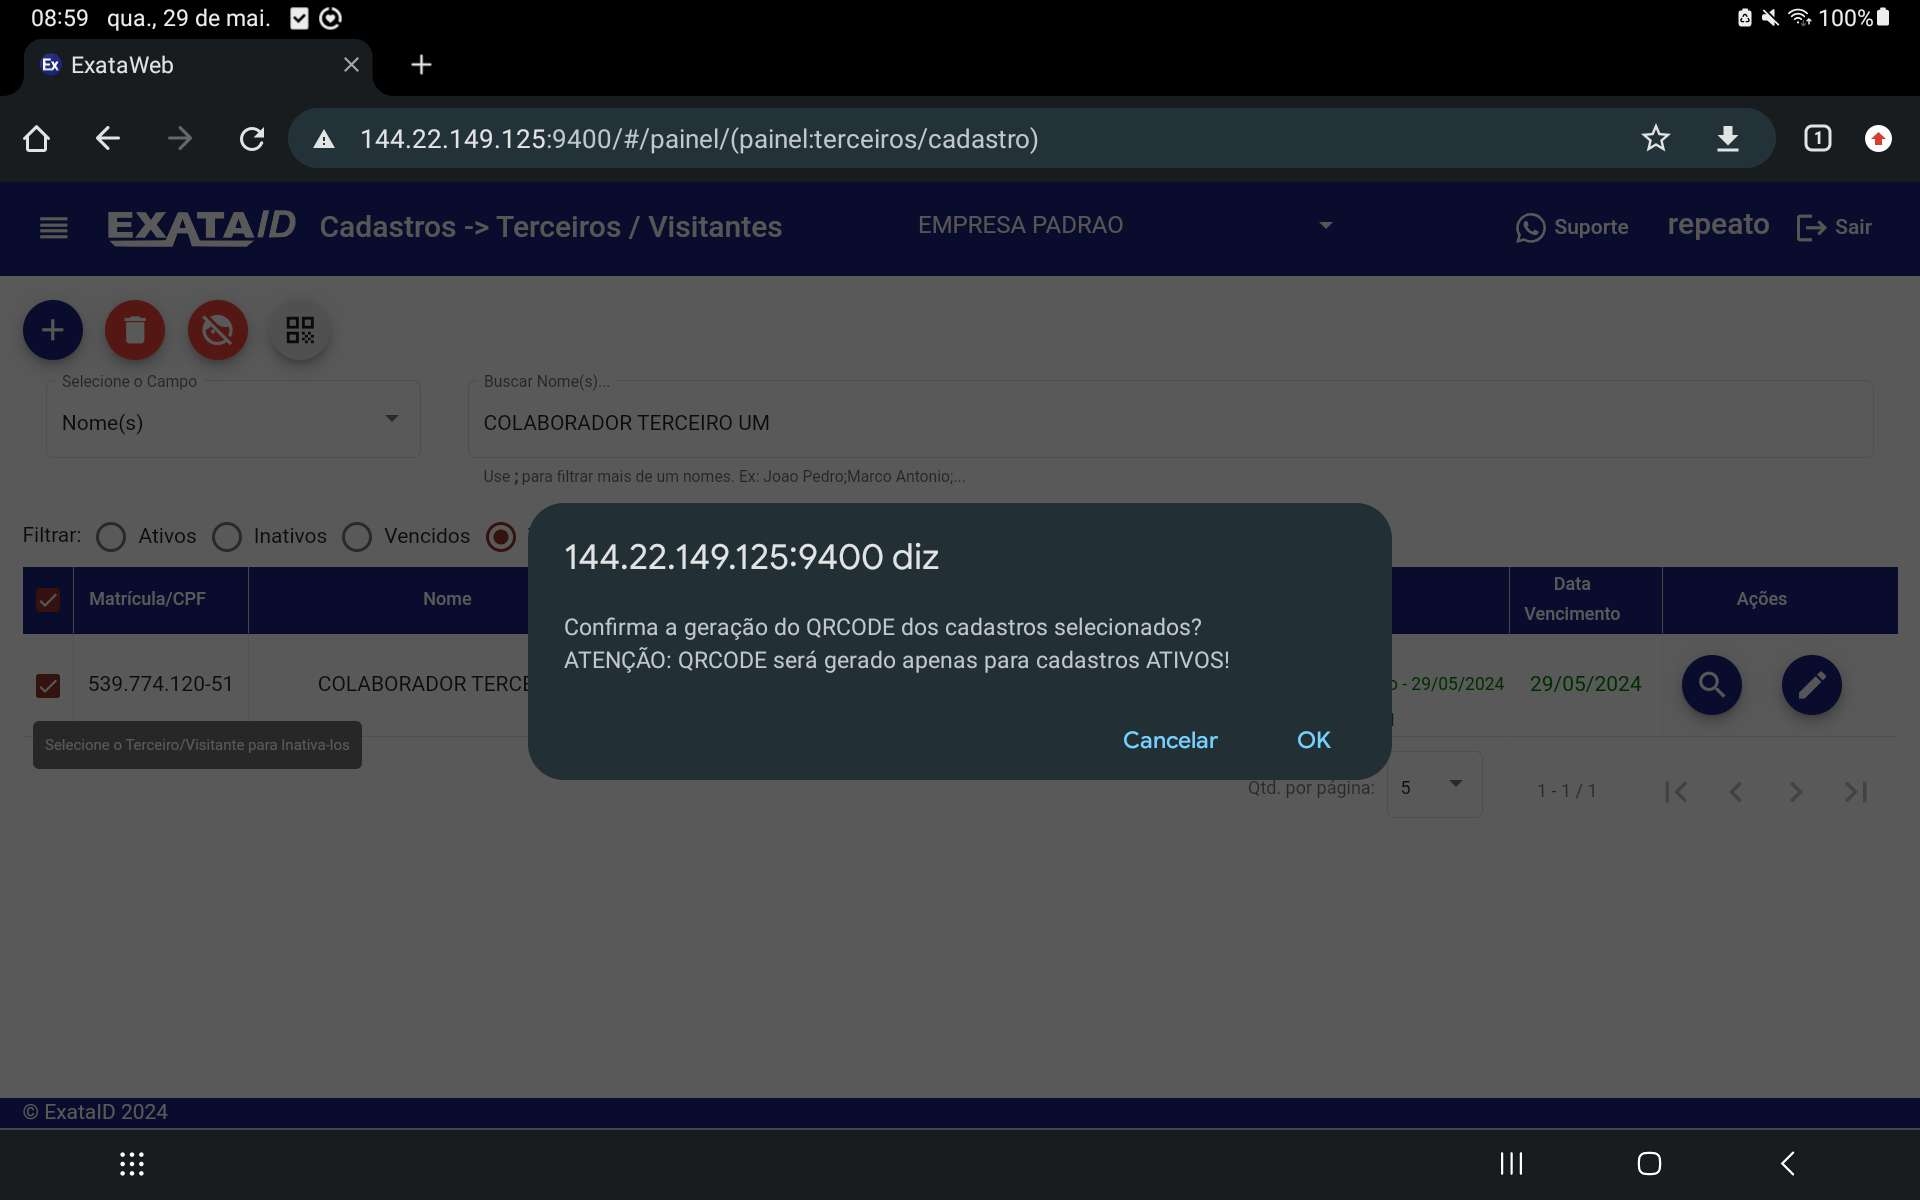 08:59 qua., 29 de mai. 100%
Ex ExataWeb
144.22.149.125:9400/#/painel/(painel:terceiros/cadastro) 1
EXATAID Cadastros -> Terceiros / Visitantes EMPRESA PADRAO Suporte repeato Sair
Selecione o Campo Buscar Nome(s)...
Nome(s) COLABORADOR TERCEIRO UM
Use ; para filtrar mais de um nomes. Ex: Joao Pedro;Marco Antonio;...
Filtrar: Ativos Inativos Vencidos
144.22.149.125:9400 diz
Confirma a geração do QRCODE dos cadastros selecionados?
ATENÇÃO: QRCODE será gerado apenas para cadastros ATIVOS!
Cancelar OK
Matrícula/CPF Nome Data Vencimento Ações
539.774.120-51 COLABORADOR TERCE - 29/05/2024 29/05/2024
Selecione o Terceiro/Visitante para Inativa-los
Qtd. por página: 5 1 - 1 / 1
© ExataID 2024